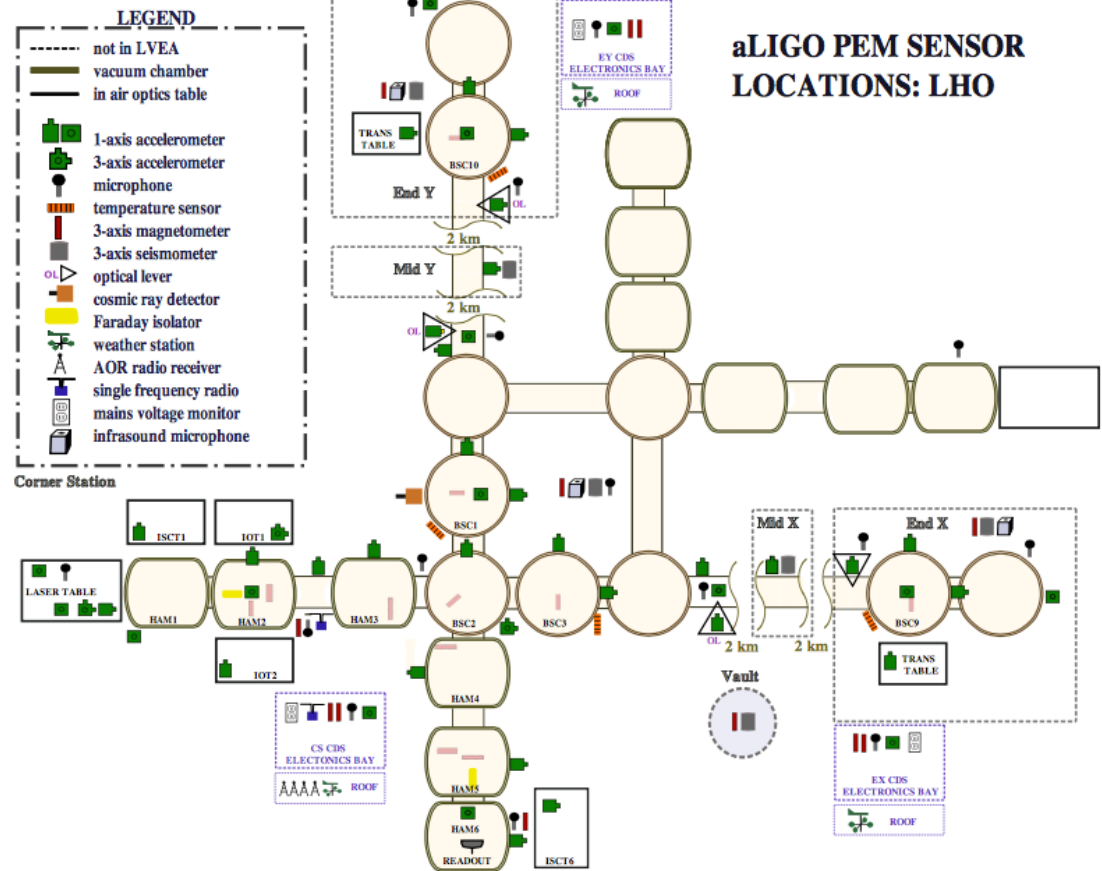 LEGEND
not in LVEA
vacuum chamber
in air optics table
1-axis accelerometer
3-axis accelerometer
microphone
temperature sensor
3-axis magnetometer
3-axis seismometer
OL
optical lever
cosmic ray detector
Faraday isolator
weather station
AOR radio receiver
single frequency radio
mains voltage monitor
infrasound microphone
Corner Station
aLIGO PEM SENSOR
LOCATIONS: LHO
EY CDS
ELECTRONICS BAY
ROOF
TRANS
TABLE
BSC10
End Y
OL
2 km
Mid Y
2 km
OL
BSC1
ISCT1
IOT1
LASER TABLE
HAM1
HAM2
HAM3
BSC2
BSC3
IOT2
OL
2 km
Mid X
2 km
End X
BSC9
TRANS
TABLE
Vault
HAM4
CS CDS
ELECTONICS BAY
ROOF
HAM5
HAM6
READOUT
ISCT6
EX CDS
ELECTRONICS BAY
ROOF